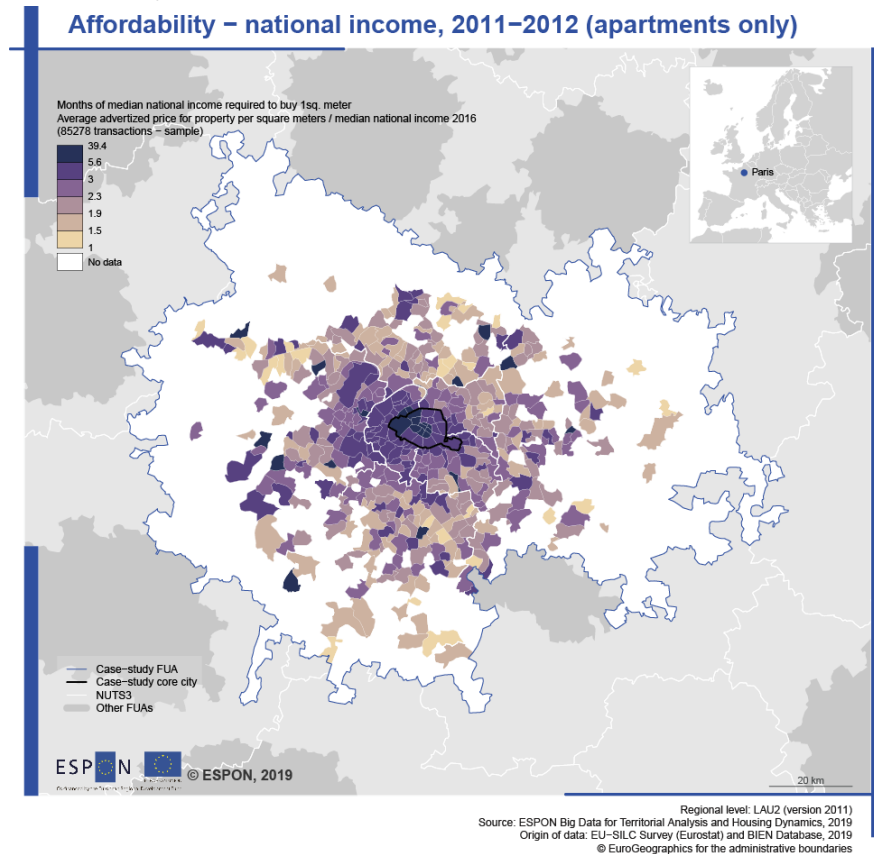 Affordability − national income, 2011−2012 (apartments only)
Months of median national income required to buy 1sq. meter
Average advertized price for property per square meters / median national income 2016
(85278 transactions − sample)
39.4
5.6
3
2.3
1.9
1.5
1
No data
Paris
Case−study FUA
Case−study core city
NUTS3
Other FUAs
ESPON
© ESPON, 2019
20 km
Regional level: LAU2 (version 2011)
Source: ESPON Big Data for Territorial Analysis and Housing Dynamics, 2019
Origin of data: EU−SILC Survey (Eurostat) and BIEN Database, 2019
© EuroGeographics for the administrative boundaries